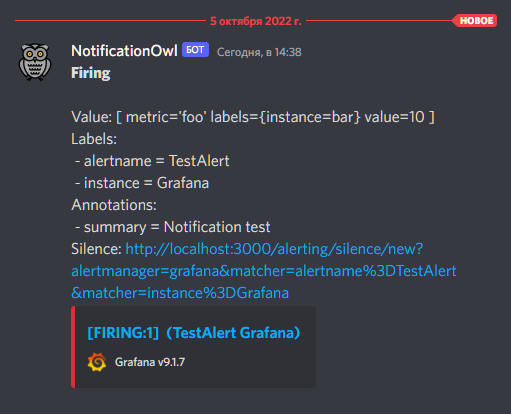 5 октября 2022 г.
НОВОЕ
NotificationOwl БОТ Сегодня, в 14:38
Firing
Value: [ metric='foo' labels={instance=bar} value=10 ]
Labels:
- alertname = TestAlert
- instance = Grafana
Annotations:
- summary = Notification test
Silence: http://localhost:3000/alerting/silence/new?
alertmanager=grafana&matcher=alertname%3DTestAlert
&matcher=instance%3DGrafana
[FIRING:1] (TestAlert Grafana)
Grafana v9.1.7